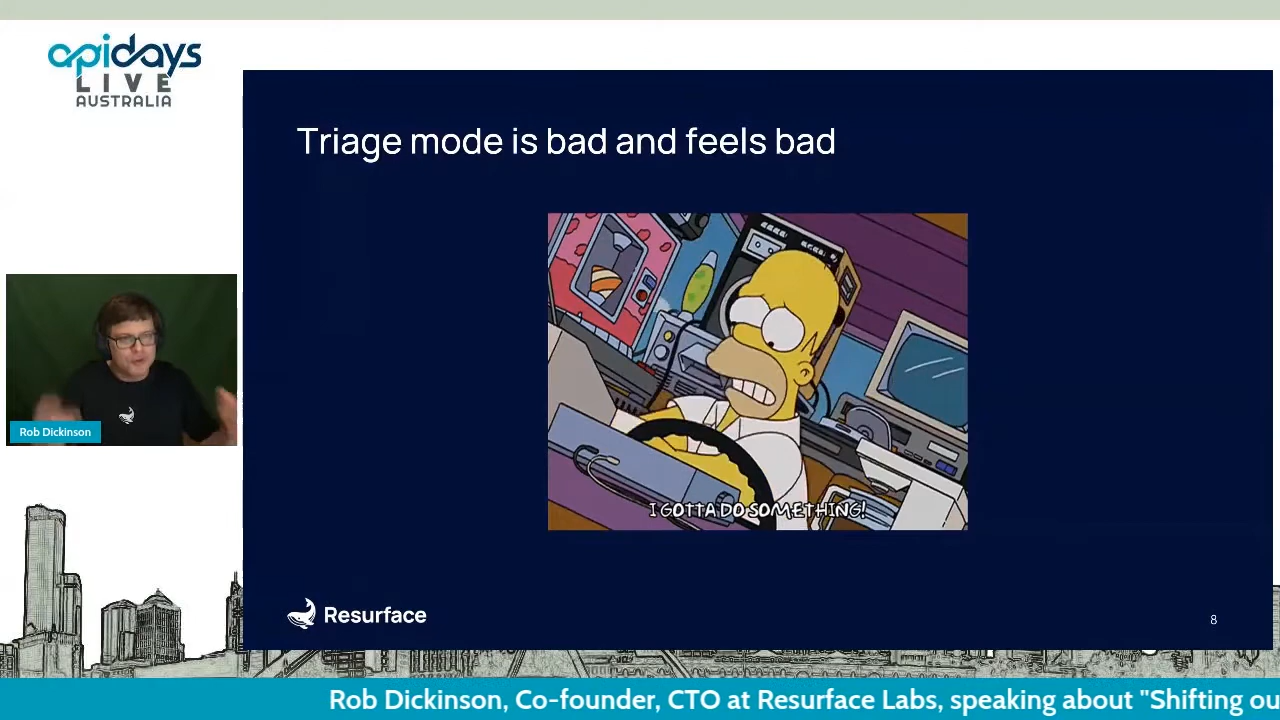 apidays
LIVE
AUSTRALIA
Triage mode is bad and feels bad
I GOTTA DO SOMETHING!
Rob Dickinson
Resurface
8
Rob Dickinson, Co-founder, CTO at Resurface Labs, speaking about "Shifting ou